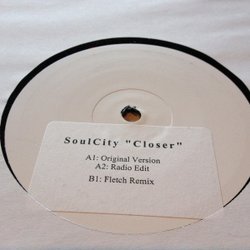 SoulCity "Closer"
A1: Original Version
A2: Radio Edit
B1: Fletch Remix